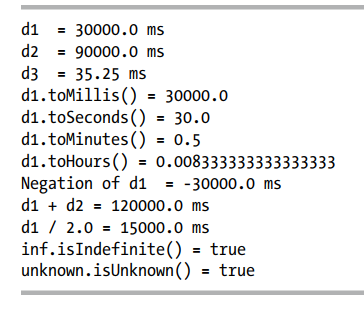 d1  = 30000.0 ms
d2  = 90000.0 ms
d3  = 35.25 ms
d1.toMillis() = 30000.0
d1.toSeconds() = 30.0
d1.toMinutes() = 0.5
d1.toHours() = 0.008333333333333333
Negation of d1  = -30000.0 ms
d1 + d2 = 120000.0 ms
d1 / 2.0 = 15000.0 ms
inf.isIndefinite() = true
unknown.isUnknown() = true